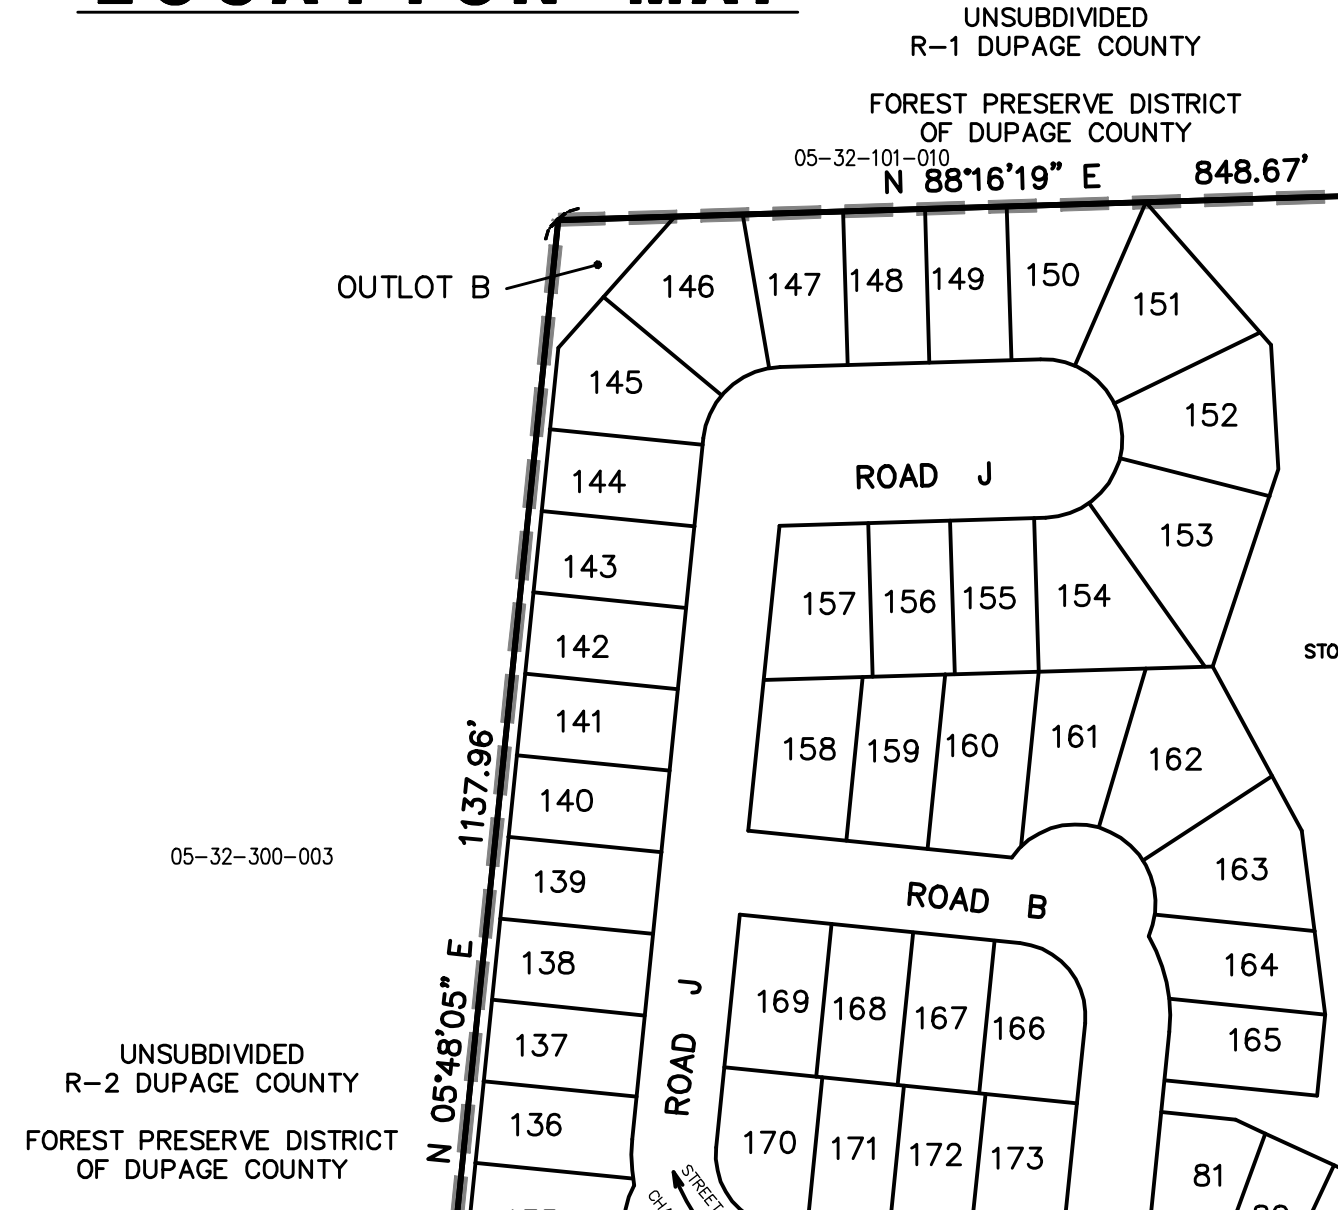 LOCATION MAP
UNSUBDIVIDED
R-1 DUPAGE COUNTY
FOREST PRESERVE DISTRICT
OF DUPAGE COUNTY
05-32-101-010
N 88°16'19" E 848.67'
OUTLOT B
146
147
148
149
150
151
145
152
144
ROAD J
153
143
157
156
155
154
142
STO
141
158
159
160
161
162
1137.96'
140
05-32-300-003
139
163
ROAD B
138
164
169
168
167
166
N 05°48'05" E
ROAD J
137
165
UNSUBDIVIDED
R-2 DUPAGE COUNTY
136
FOREST PRESERVE DISTRICT
OF DUPAGE COUNTY
170
171
172
173
81
STREET